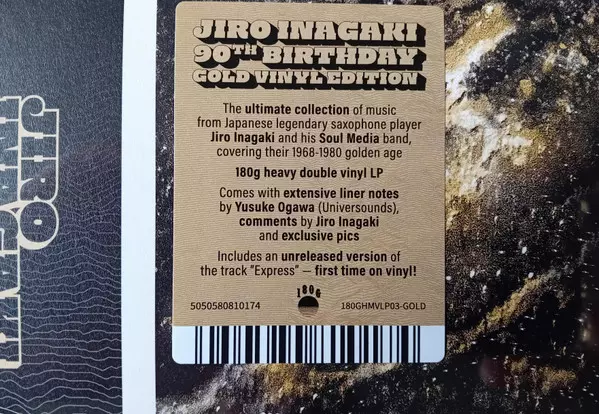 JIRO INAGAKI
90TH BIRTHDAY
GOLD VINYL EDITION
The ultimate collection of music
from Japanese legendary saxophone player
Jiro Inagaki and his Soul Media band,
covering their 1968-1980 golden age
180g heavy double vinyl LP
Comes with extensive liner notes
by Yusuke Ogawa (Universounds),
comments by Jiro Inagaki
and exclusive pics
Includes an unreleased version of
the track "Express" — first time on vinyl!
180G
5050580810174 180GHMVLP03-GOLD
JIRO
INAGAKI